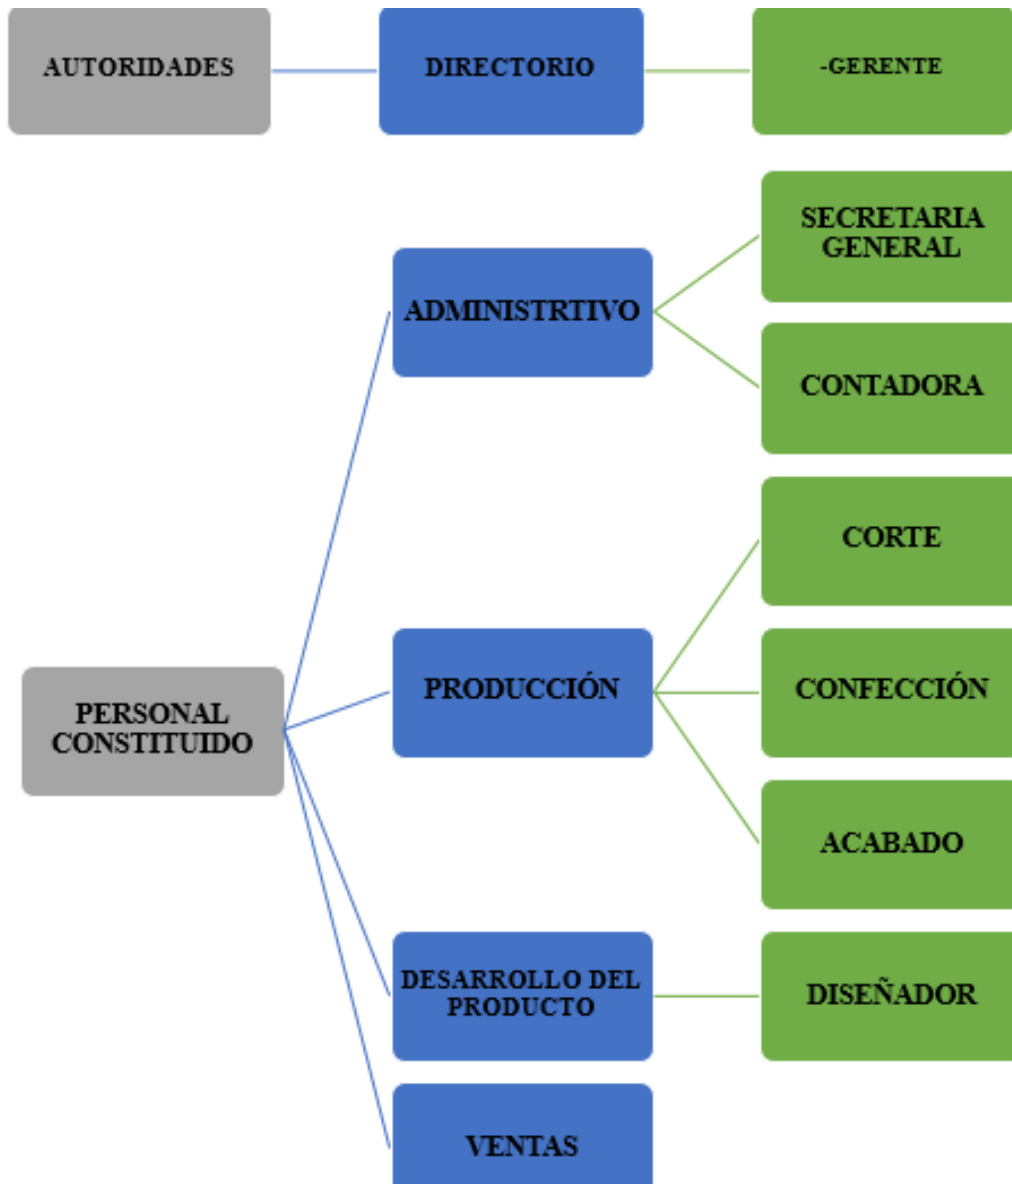 AUTORIDADES
DIRECTORIO
-GERENTE
SECRETARIA
GENERAL
ADMINISTRTIVO
CONTADORA
CORTE
PERSONAL
CONSTITUIDO
PRODUCCIÓN
CONFECCIÓN
ACABADO
DESARROLLO DEL
PRODUCTO
DISEÑADOR
VENTAS